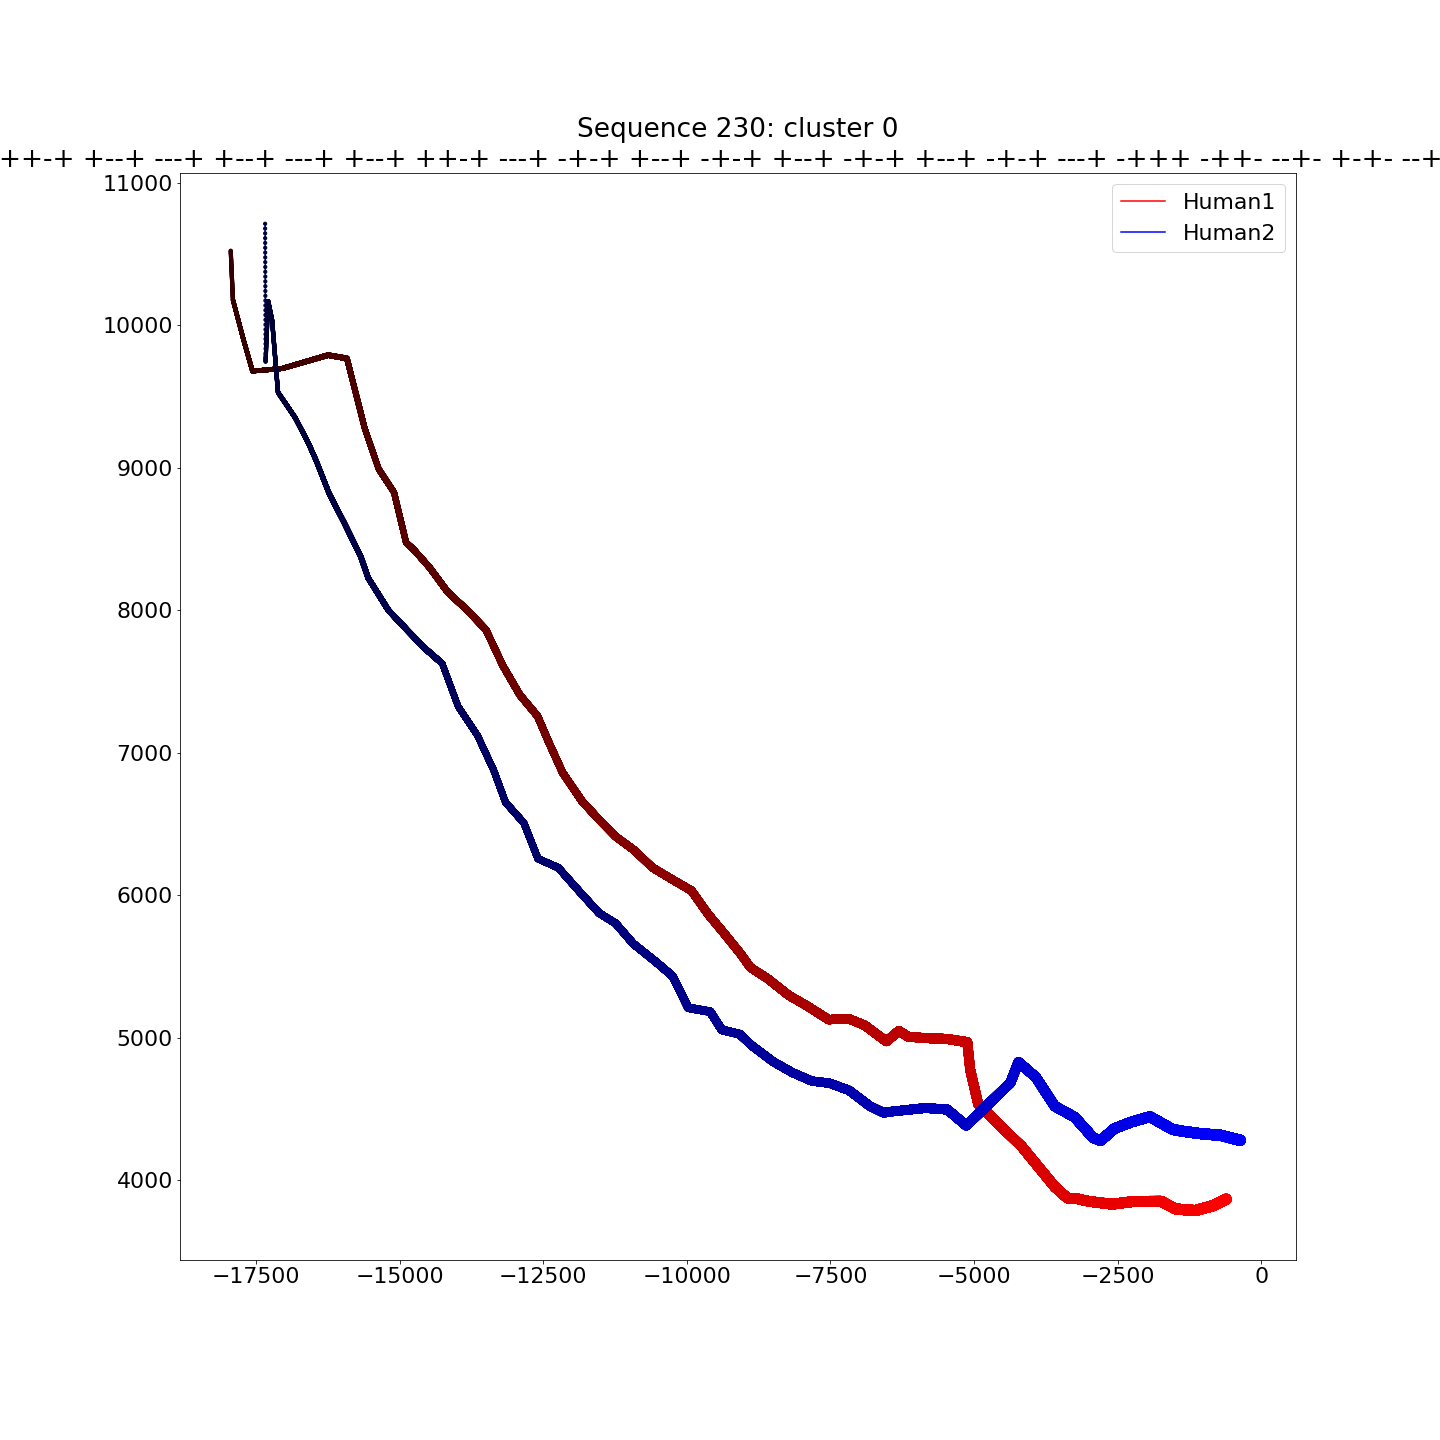 Sequence 230: cluster 0
++-+ +--+ ---+ +--+ ---+ +--+ ++-+ ---+ -+-+ +--+ -+-+ +--+ -+-+ +--+ -+-+ ---+ -+++ -++- --+- +-+- --+
11000
10000
9000
8000
7000
6000
5000
4000
Human1
Human2
−17500 −15000 −12500 −10000 −7500 −5000 −2500 0